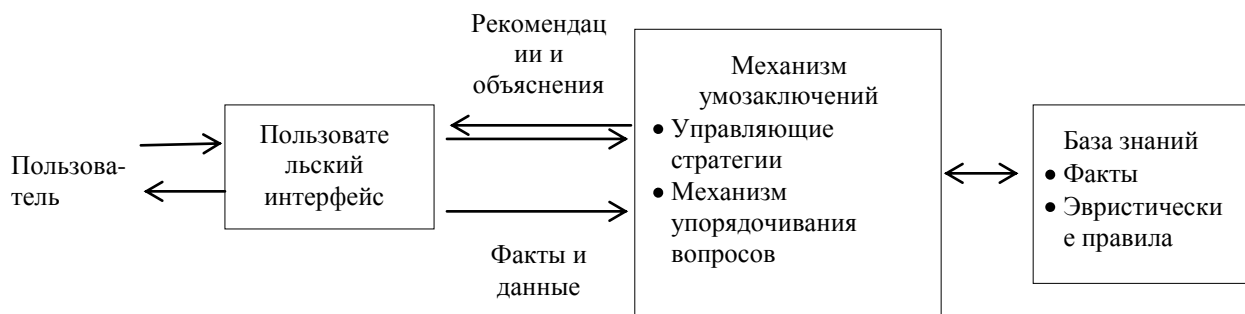 Пользова-
тель
Пользовате
льский
интерфейс
Рекомендац
ии и
объяснения
Факты и
данные
Механизм
умозаключений
• Управляющие
стратегии
• Механизм
упорядочивания
вопросов
База знаний
• Факты
• Эвристически
е правила